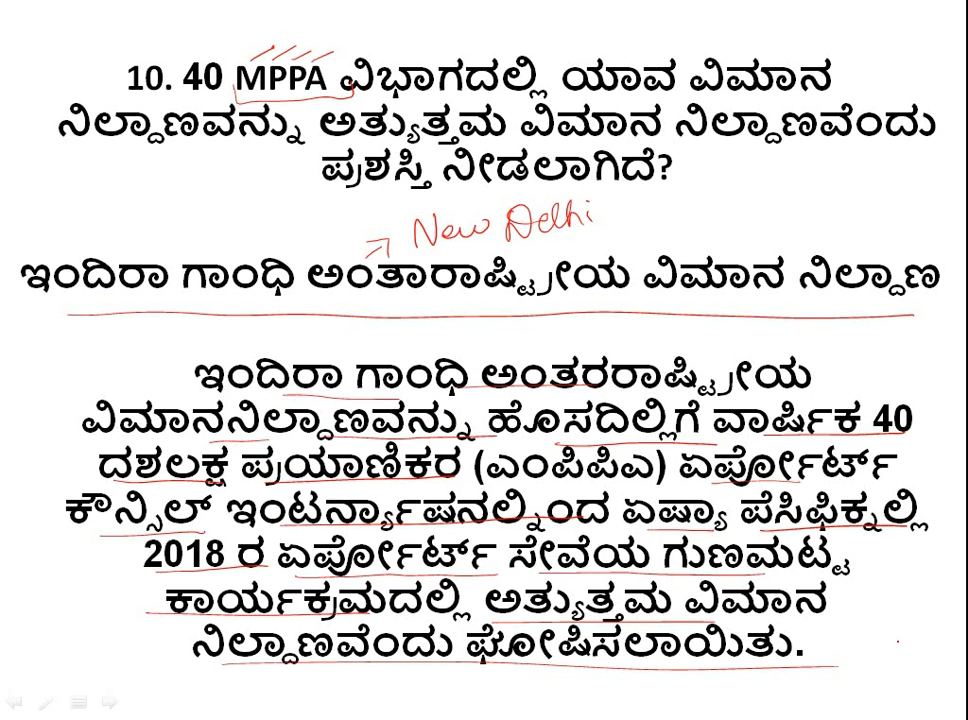 10. 40 MPPA ವಿಭಾಗದಲ್ಲಿ ಯಾವ ವಿಮಾನ
ನಿಲ್ದಾಣವನ್ನು ಅತ್ಯುತ್ತಮ ವಿಮಾನ ನಿಲ್ದಾಣವೆಂದು
ಪ್ರಶಸ್ತಿ ನೀಡಲಾಗಿದೆ?
New Delhi
ಇಂದಿರಾ ಗಾಂಧಿ ಅಂತಾರಾಷ್ಟ್ರೀಯ ವಿಮಾನ ನಿಲ್ದಾಣ
ಇಂದಿರಾ ಗಾಂಧಿ ಅಂತರರಾಷ್ಟ್ರೀಯ
ವಿಮಾನನಿಲ್ದಾಣವನ್ನು ಹೊಸದಿಲ್ಲಿಗೆ ವಾರ್ಷಿಕ 40
ದಶಲಕ್ಷ ಪ್ರಯಾಣಿಕರ (ಎಂಪಿಪಿಎ) ಏರ್ಪೋರ್ಟ್
ಕೌನ್ಸಿಲ್ ಇಂಟರ್ನ್ಯಾಷನಲ್ನಿಂದ ಏಷ್ಯಾ ಪೆಸಿಫಿಕ್ನಲ್ಲಿ
2018 ರ ಏರ್ಪೋರ್ಟ್ ಸೇವೆಯ ಗುಣಮಟ್ಟ
ಕಾರ್ಯಕ್ರಮದಲ್ಲಿ ಅತ್ಯುತ್ತಮ ವಿಮಾನ
ನಿಲ್ದಾಣವೆಂದು ಘೋಷಿಸಲಾಯಿತು.